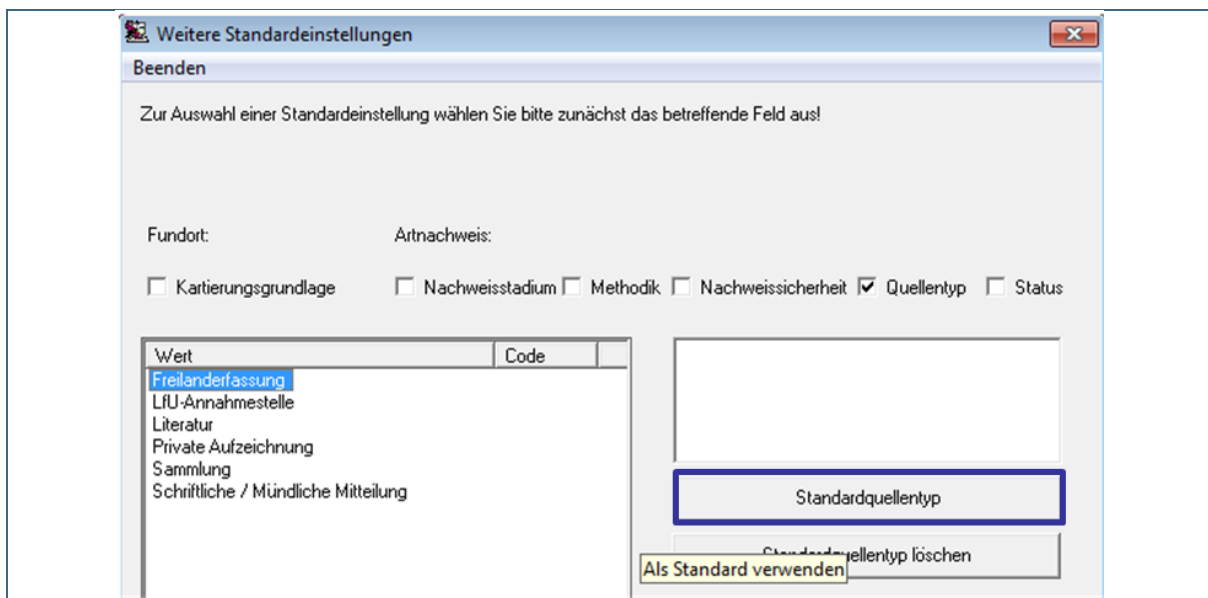 Weitere Standardeinstellungen
Beenden
Zur Auswahl einer Standardeinstellung wählen Sie bitte zunächst das betreffende Feld aus!
Fundort: Artnachweis:
Kartierungsgrundlage Nachweisstadium Methodik Nachweissicherheit Quellentyp Status
Wert Code
Freilanderfassung
LfU-Annahmestelle
Literatur
Private Aufzeichnung
Sammlung
Schriftliche / Mündliche Mitteilung
Standardquellentyp
Standardquellentyp löschen
Als Standard verwenden